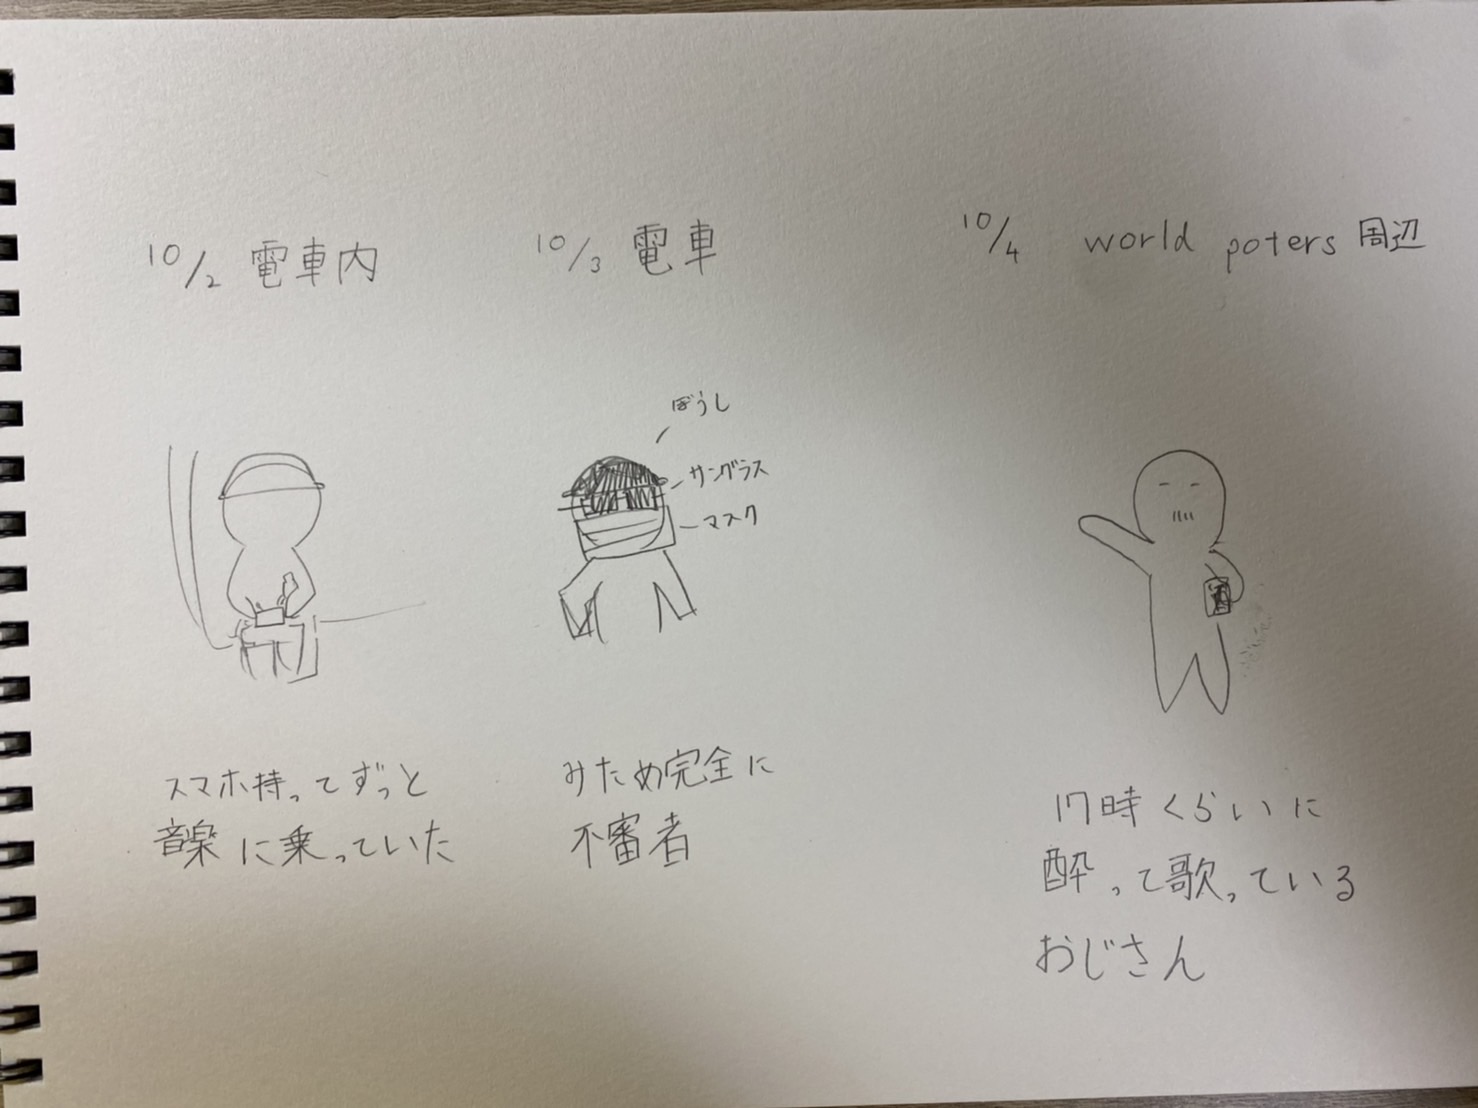 10/2 電車内
スマホ持ってずっと
音楽に乗っていた
10/3 電車
ぼうし
サングラス
マスク
みため完全に
不審者
10/4 world poters 周辺
酒
17時くらいに
酔って歌っている
おじさん